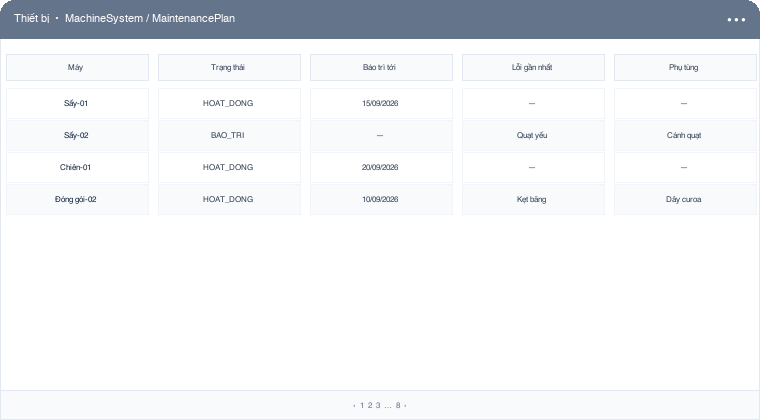 Thiết bị • MachineSystem / MaintenancePlan
Máy Trạng thái Bảo trì tới Lỗi gần nhất Phụ tùng
Sấy-01 HOAT_DONG 15/09/2026 — —
Sấy-02 BAO_TRI — Quạt yếu Cánh quạt
Chiên-01 HOAT_DONG 20/09/2026 — —
Đóng gói-02 HOAT_DONG 10/09/2026 Kẹt băng Dây curoa
‹ 1 2 3 ... 8 ›